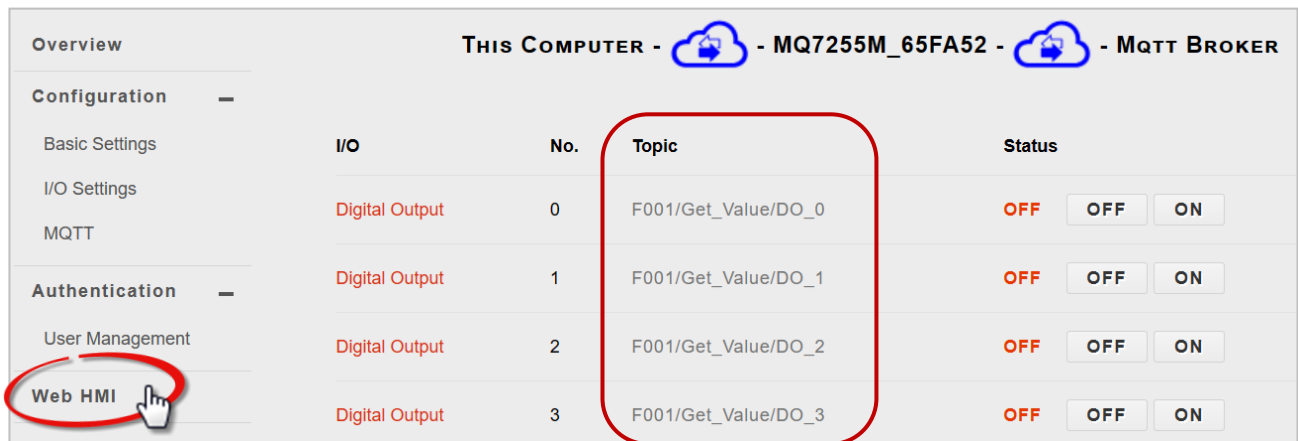 Overview
THIS COMPUTER - - MQ7255M_65FA52 - - MQTT BROKER
Configuration
Basic Settings
I/O Settings
MQTT
Authentication
User Management
Web HMI
I/O No. Topic Status
Digital Output 0 F001/Get_Value/DO_0 OFF OFF ON
Digital Output 1 F001/Get_Value/DO_1 OFF OFF ON
Digital Output 2 F001/Get_Value/DO_2 OFF OFF ON
Digital Output 3 F001/Get_Value/DO_3 OFF OFF ON